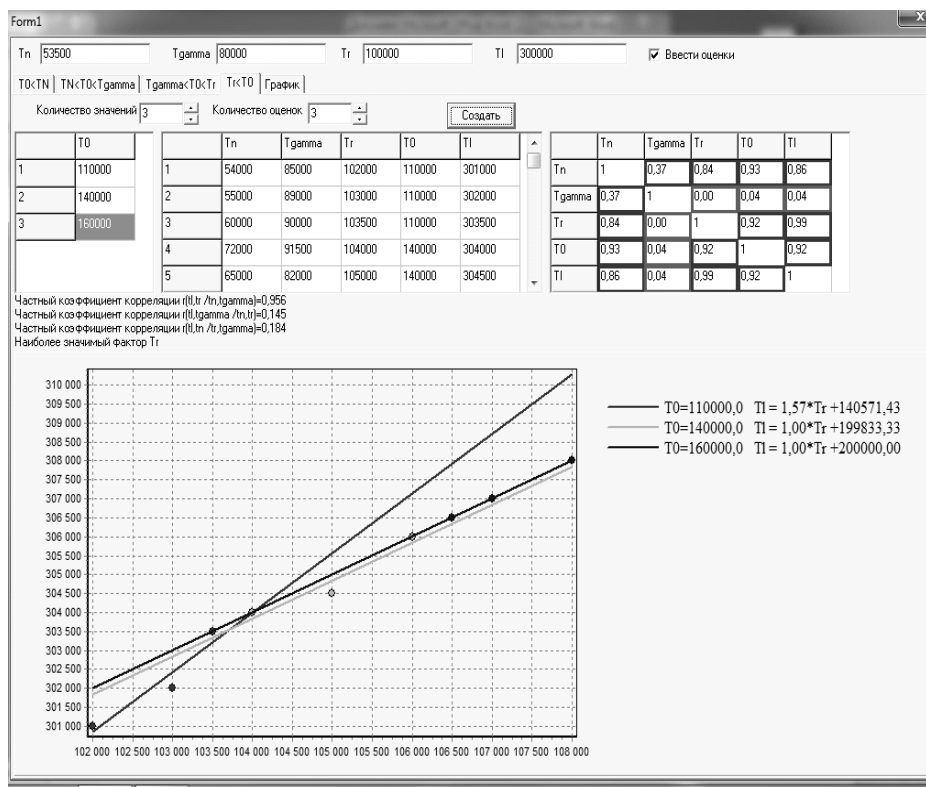 Form1
Tn 53500 Tgamma 80000 Tr 100000 Tl 300000 Ввести оценки
T0<TN TN<T0<Tgamma Tgamma<T0<Tr Tr<T0 График
Количество значений 3 Количество оценок 3 Создать
T0 Tn Tgamma Tr T0 Tl Tn Tgamma Tr T0 Tl
1 110000 1 54000 85000 102000 110000 301000 Tn 1 0,37 0,84 0,93 0,86
2 140000 2 55000 89000 103000 110000 302000 Tgamma 0,37 1 0,00 0,04 0,04
3 160000 3 60000 90000 103500 110000 303500 Tr 0,84 0,00 1 0,92 0,99
4 72000 91500 104000 140000 304000 T0 0,93 0,04 0,92 1 0,92
5 65000 82000 105000 140000 304500 Tl 0,86 0,04 0,99 0,92 1
Частный коэффициент корреляции r(tl,tr /tn,tgamma)=0,956
Частный коэффициент корреляции r(tl,tgamma /tn,tr)=0,145
Частный коэффициент корреляции r(tl,tn /tr,tgamma)=0,184
Наиболее значимый фактор Tr
310 000
309 500
309 000
308 500
308 000
307 500
307 000
306 500
306 000
305 500
305 000
304 500
304 000
303 500
303 000
302 500
302 000
301 500
301 000
102 000 102 500 103 000 103 500 104 000 104 500 105 000 105 500 106 000 106 500 107 000 107 500 108 000
T0=110000,0 Tl = 1,57*Tr +140571,43
T0=140000,0 Tl = 1,00*Tr +199833,33
T0=160000,0 Tl = 1,00*Tr +200000,00